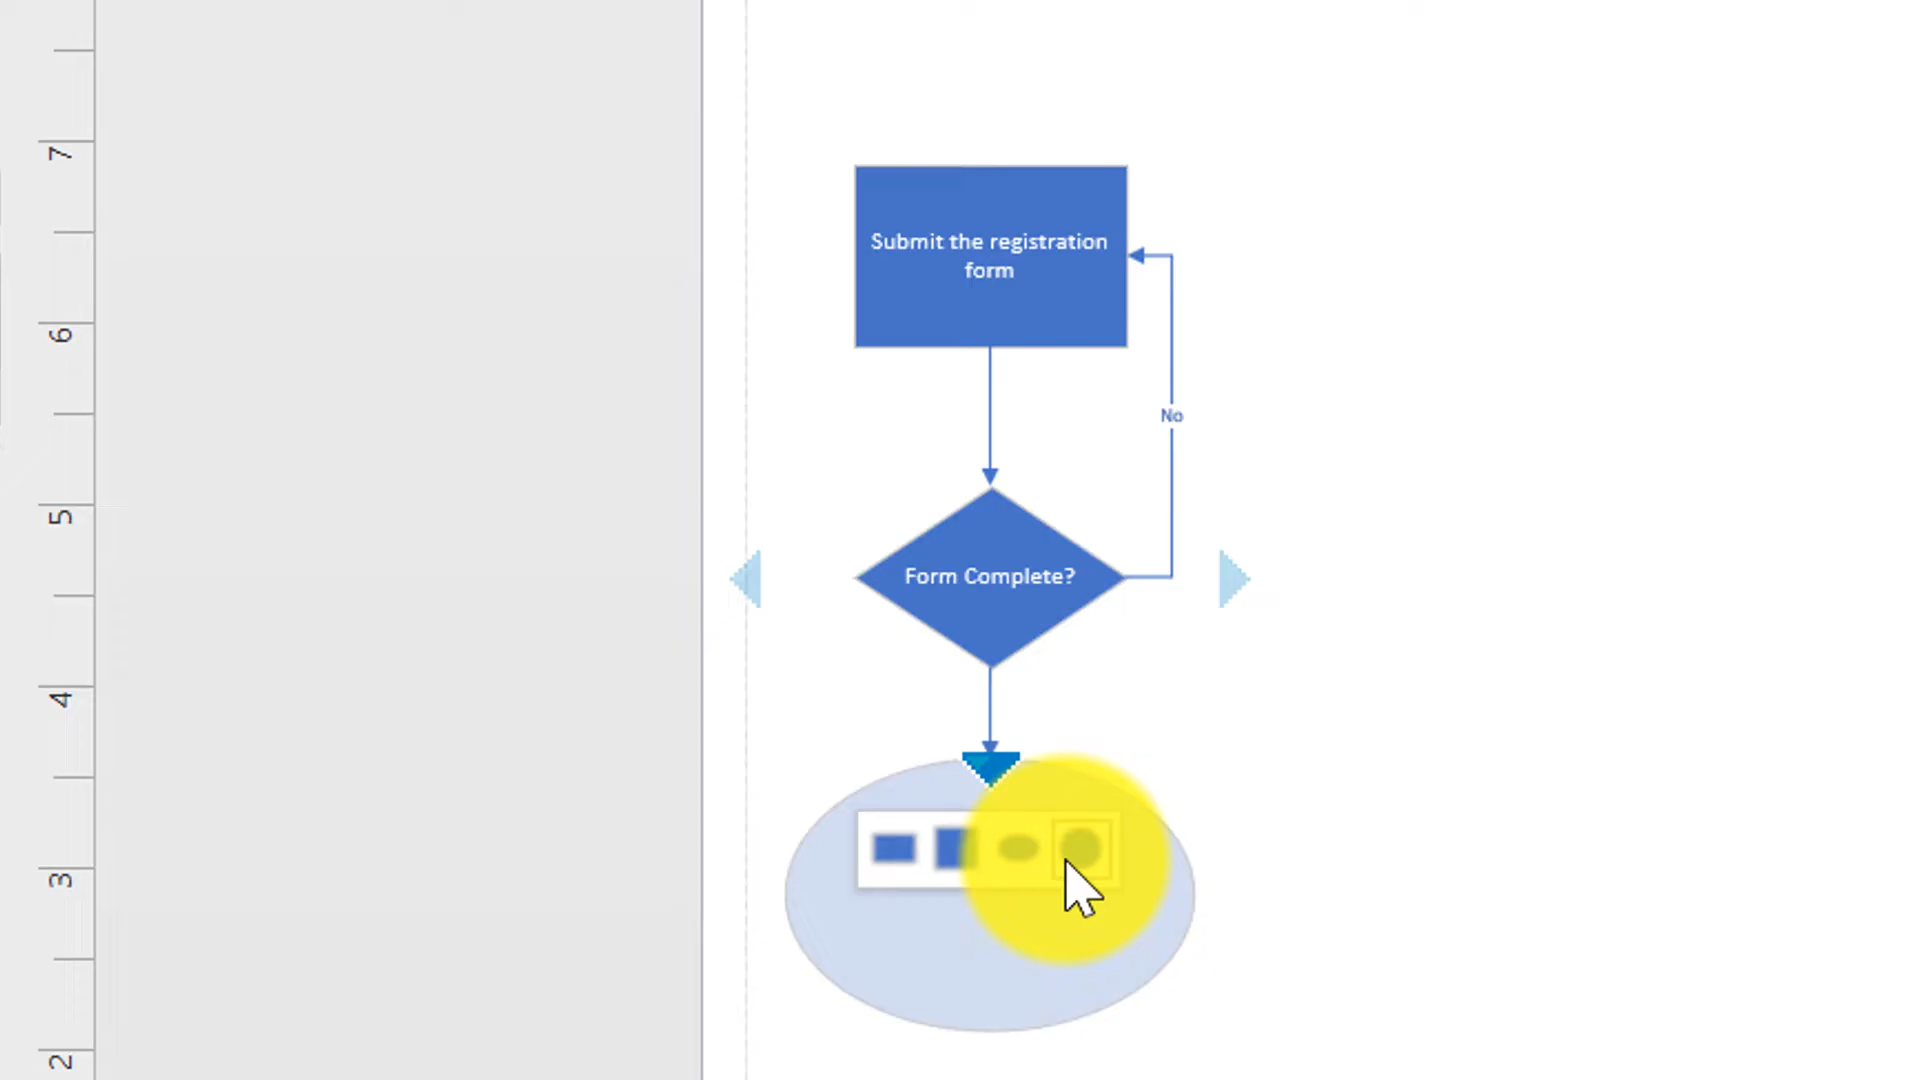 7
Submit the registration
form
6
No
5
Form Complete?
4
3
2